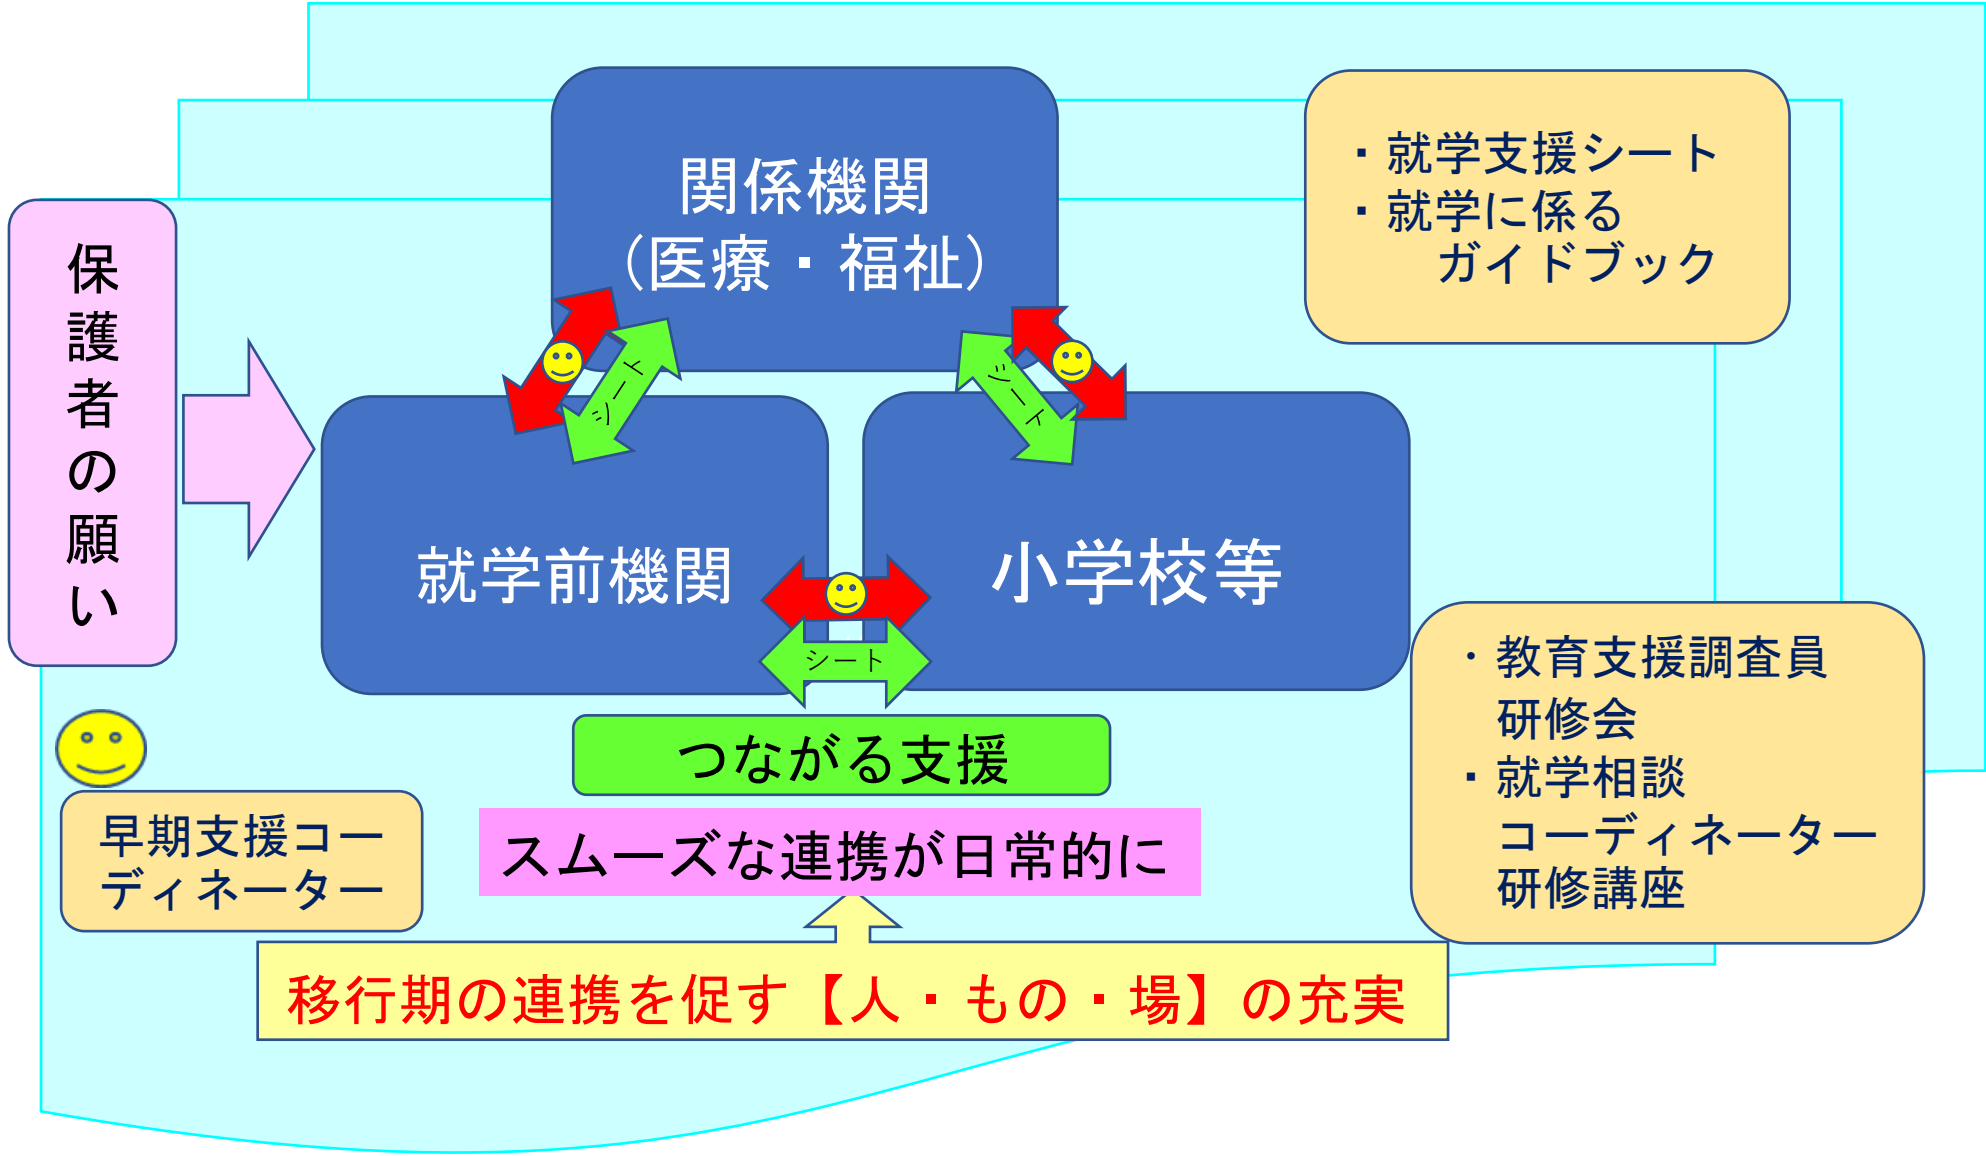 関係機関
（医療・福祉）
・就学支援シート
・就学に係る
ガイドブック
保護者の願い
シート
シート
就学前機関
小学校等
シート
・教育支援調査員
研修会
・就学相談
コーディネーター
研修講座
つながる支援
早期支援コー
ディネーター
スムーズな連携が日常的に
移行期の連携を促す【人・もの・場】の充実